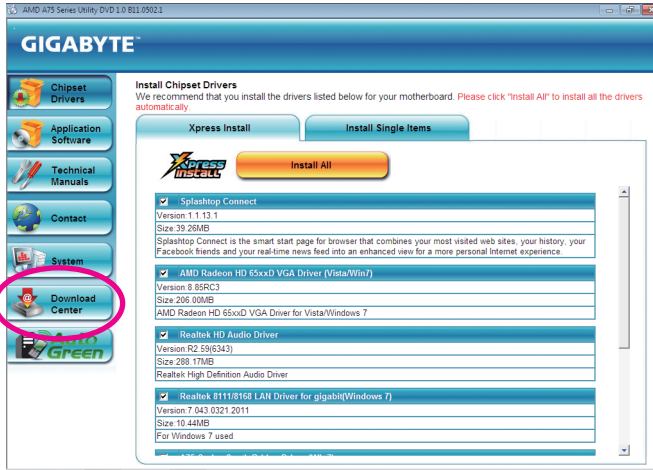 AMD A75 Series Utility DVD 1.0 B11.0502.1
GIGABYTE™
Chipset
Drivers
Application
Software
Technical
Manuals
Contact
System
Download
Center
Auto
Green
Install Chipset Drivers
We recommend that you install the drivers listed below for your motherboard. Please click "Install All" to install all the drivers
automatically.
Xpress Install
Install Single Items
Xpress
Install
Install All
Splashtop Connect
Version:1.1.13.1
Size:39.26MB
Splashtop Connect is the smart start page for browser that combines your most visited web sites, your history, your
Facebook friends and your real-time news feed into an enhanced view for a more personal Internet experience.
AMD Radeon HD 65xxD VGA Driver (Vista/Win7)
Version:8.85RC3
Size:206.00MB
AMD Radeon HD 65xxD VGA Driver for Vista/Windows 7
Realtek HD Audio Driver
Version:R2.59(6343)
Size:288.17MB
Realtek High Definition Audio Driver
Realtek 8111/8168 LAN Driver for gigabit(Windows 7)
Version:7.043.0321.2011
Size:10.44MB
For Windows 7 used